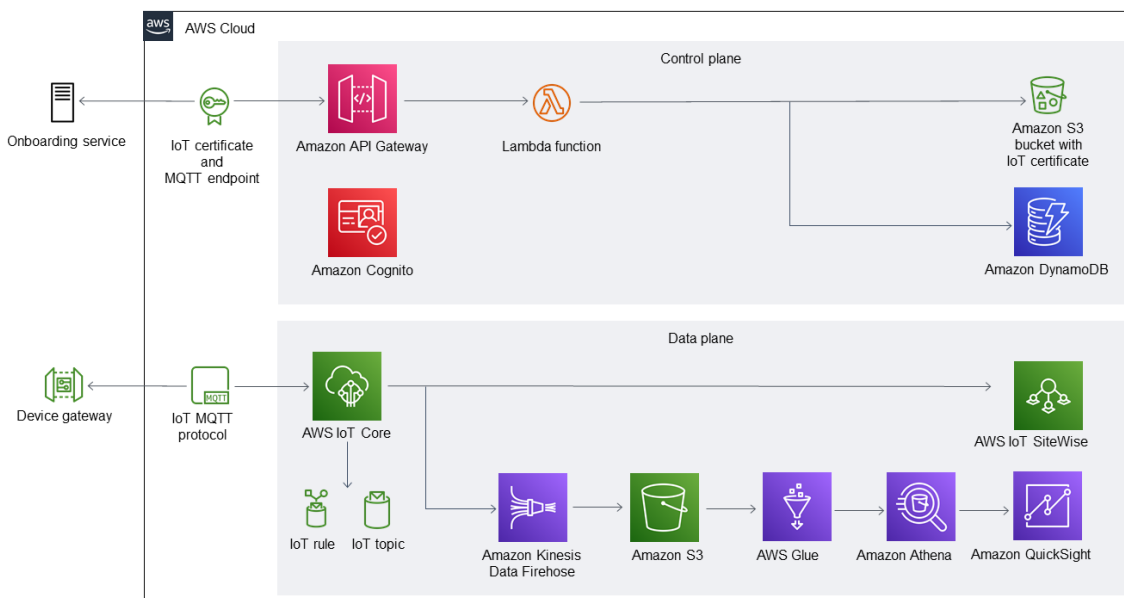 aws
AWS Cloud
Control plane
Onboarding service
IoT certificate
and
MQTT endpoint
Amazon API Gateway
Lambda function
Amazon S3
bucket with
IoT certificate
Amazon Cognito
Amazon DynamoDB
Data plane
Device gateway
MQTT
IoT MQTT
protocol
AWS IoT Core
AWS IoT SiteWise
IoT rule
IoT topic
Amazon Kinesis
Data Firehose
Amazon S3
AWS Glue
Amazon Athena
Amazon QuickSight